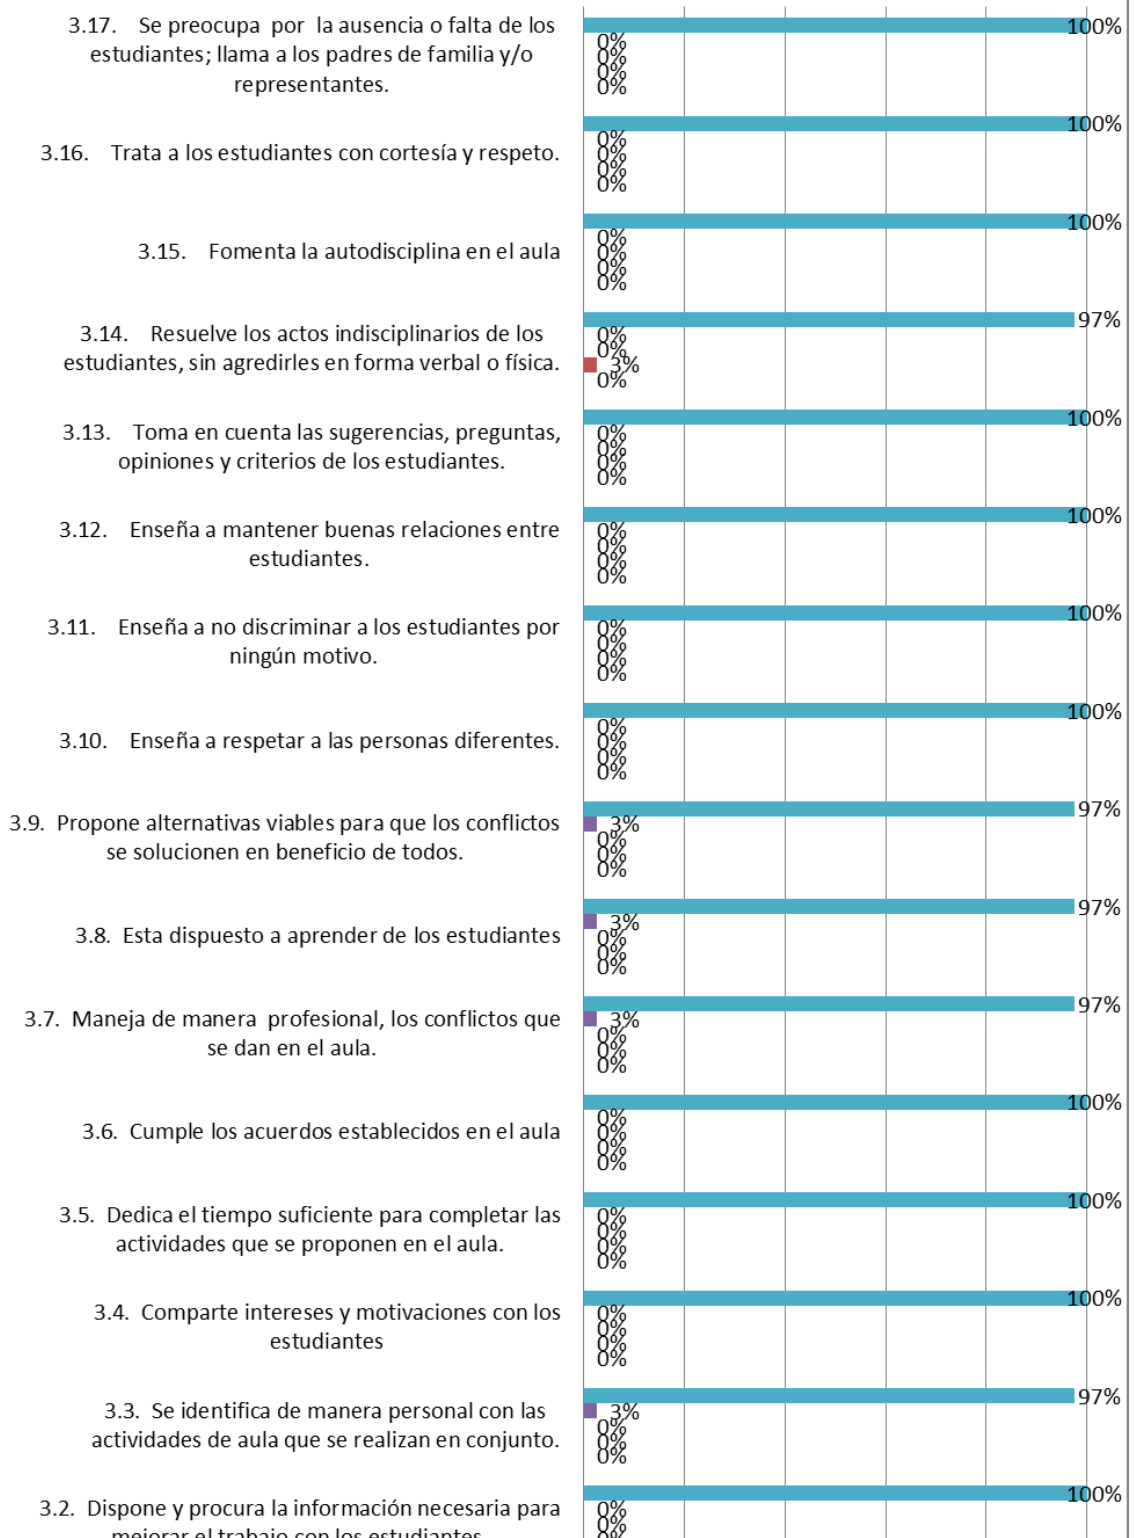 3.17. Se preocupa por la ausencia o falta de los
estudiantes; llama a los padres de familia y/o
representantes.
100%
0%
0%
0%
0%
3.16. Trata a los estudiantes con cortesía y respeto.
100%
0%
0%
0%
0%
3.15. Fomenta la autodisciplina en el aula
100%
0%
0%
0%
0%
3.14. Resuelve los actos indisciplinarios de los
estudiantes, sin agredirles en forma verbal o física.
97%
0%
0%
3%
0%
3.13. Toma en cuenta las sugerencias, preguntas,
opiniones y criterios de los estudiantes.
100%
0%
0%
0%
0%
3.12. Enseña a mantener buenas relaciones entre
estudiantes.
100%
0%
0%
0%
0%
3.11. Enseña a no discriminar a los estudiantes por
ningún motivo.
100%
0%
0%
0%
0%
3.10. Enseña a respetar a las personas diferentes.
100%
0%
0%
0%
0%
3.9. Propone alternativas viables para que los conflictos
se solucionen en beneficio de todos.
97%
3%
0%
0%
0%
3.8. Esta dispuesto a aprender de los estudiantes
97%
3%
0%
0%
0%
3.7. Maneja de manera profesional, los conflictos que
se dan en el aula.
97%
3%
0%
0%
0%
3.6. Cumple los acuerdos establecidos en el aula
100%
0%
0%
0%
0%
3.5. Dedica el tiempo suficiente para completar las
actividades que se proponen en el aula.
100%
0%
0%
0%
0%
3.4. Comparte intereses y motivaciones con los
estudiantes
100%
0%
0%
0%
0%
3.3. Se identifica de manera personal con las
actividades de aula que se realizan en conjunto.
97%
3%
0%
0%
0%
3.2. Dispone y procura la información necesaria para
mejorar el trabajo con los estudiantes
100%
0%
0%
0%